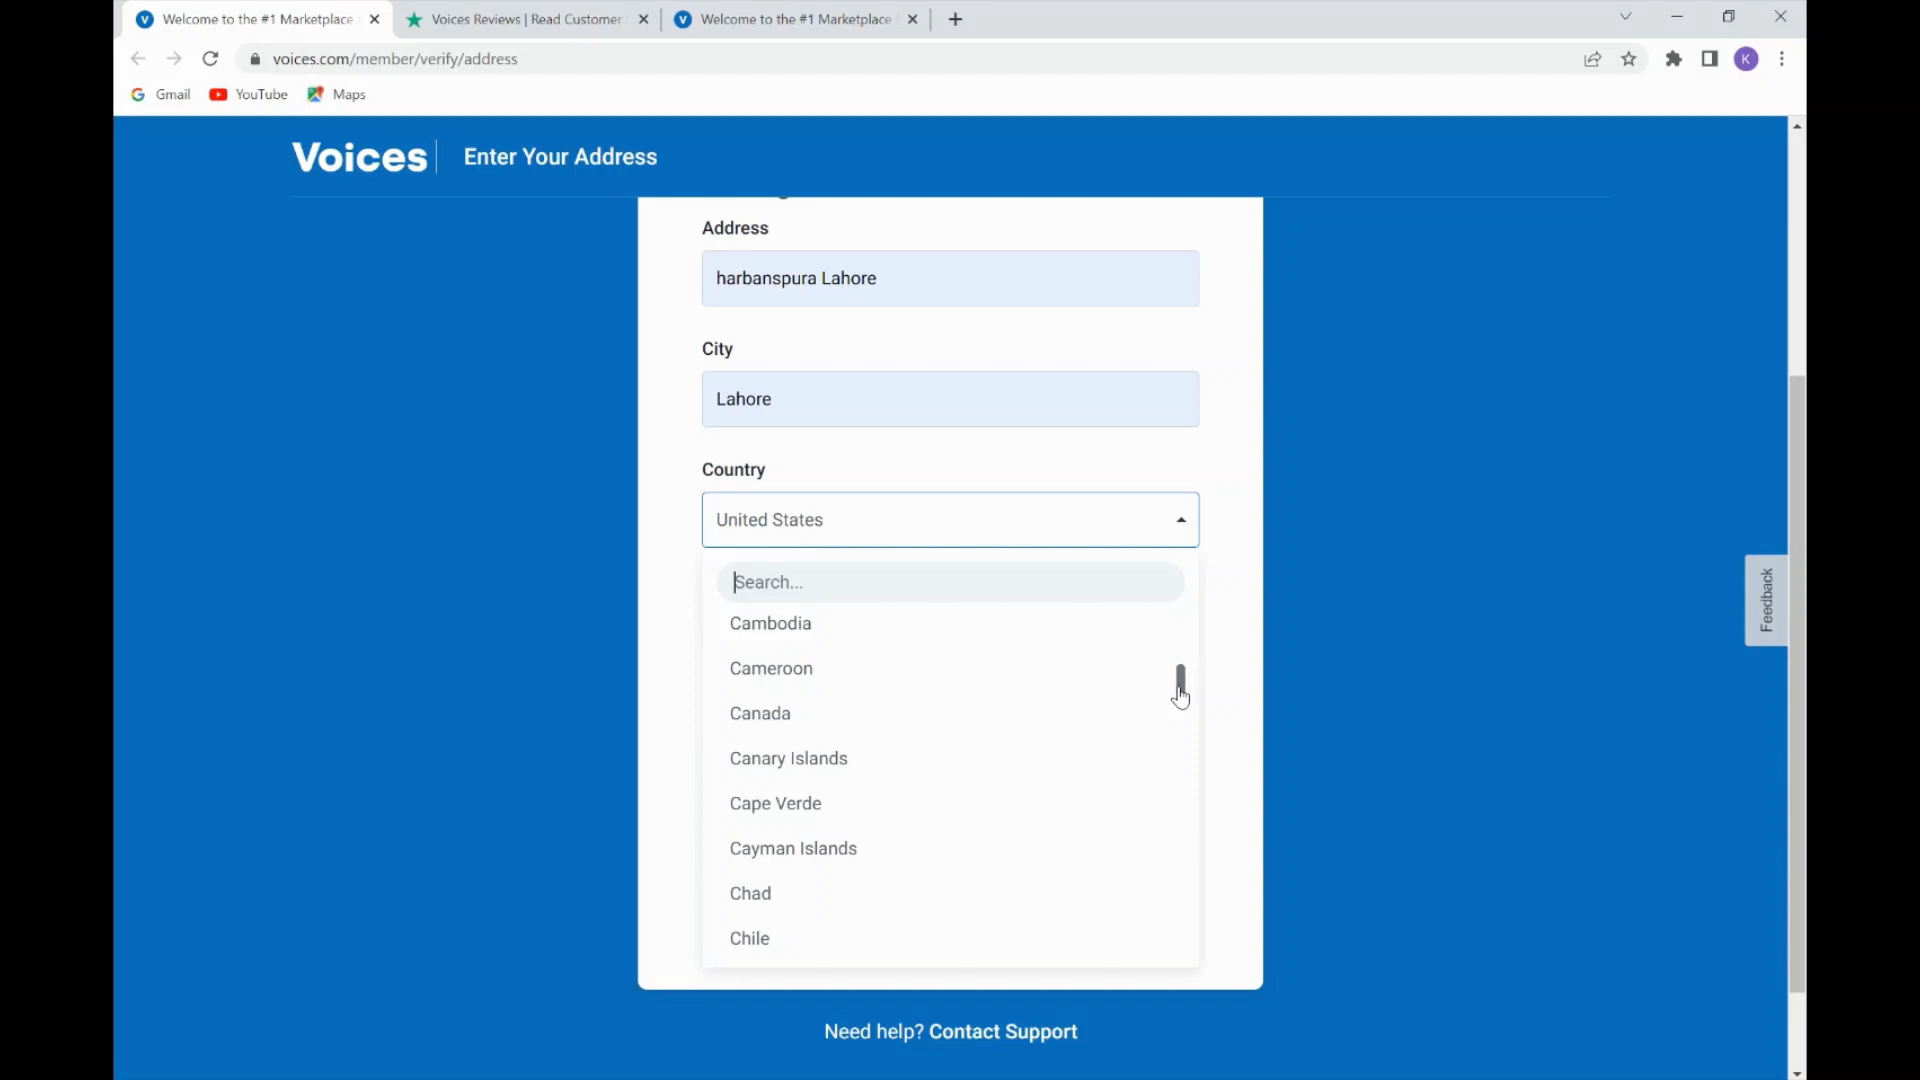 Welcome to the #1 Marketplace
Voices Reviews | Read Customer
Welcome to the #1 Marketplace
voices.com/member/verify/address
K
Gmail
YouTube
Maps
Voices
Enter Your Address
Address
harbanspura Lahore
City
Lahore
Country
United States
Search...
Cambodia
Cameroon
Canada
Canary Islands
Cape Verde
Cayman Islands
Chad
Chile
Feedback
Need help? Contact Support